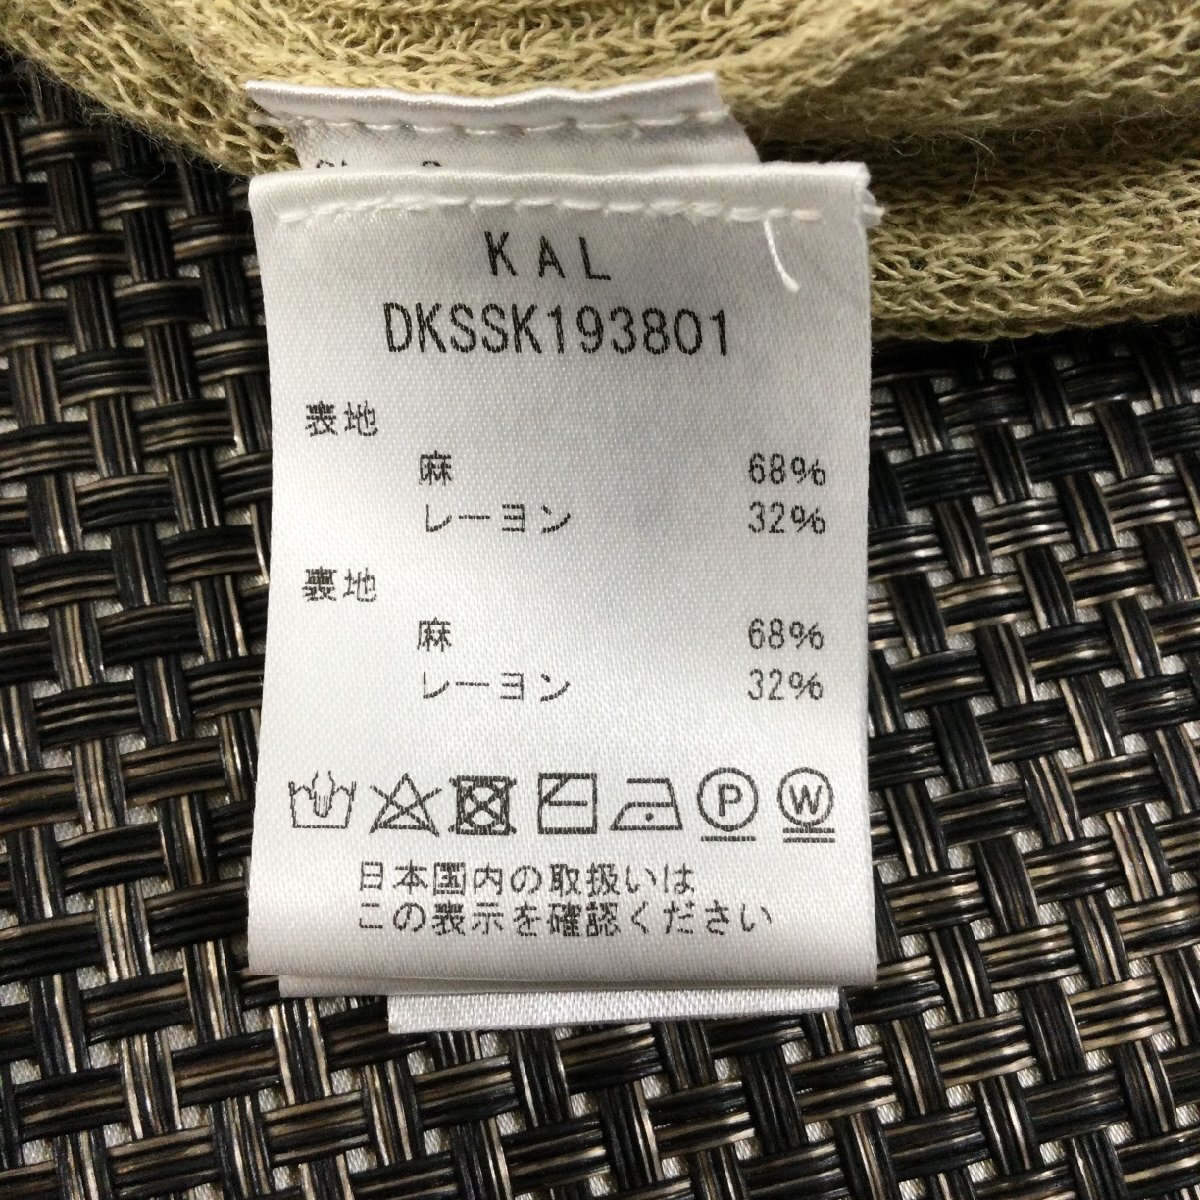 KAL
DKSSK193801
表地
麻 68%
レーヨン 32%
裏地
麻 68%
レーヨン 32%
P W
日本国内の取扱いは
この表示を確認ください